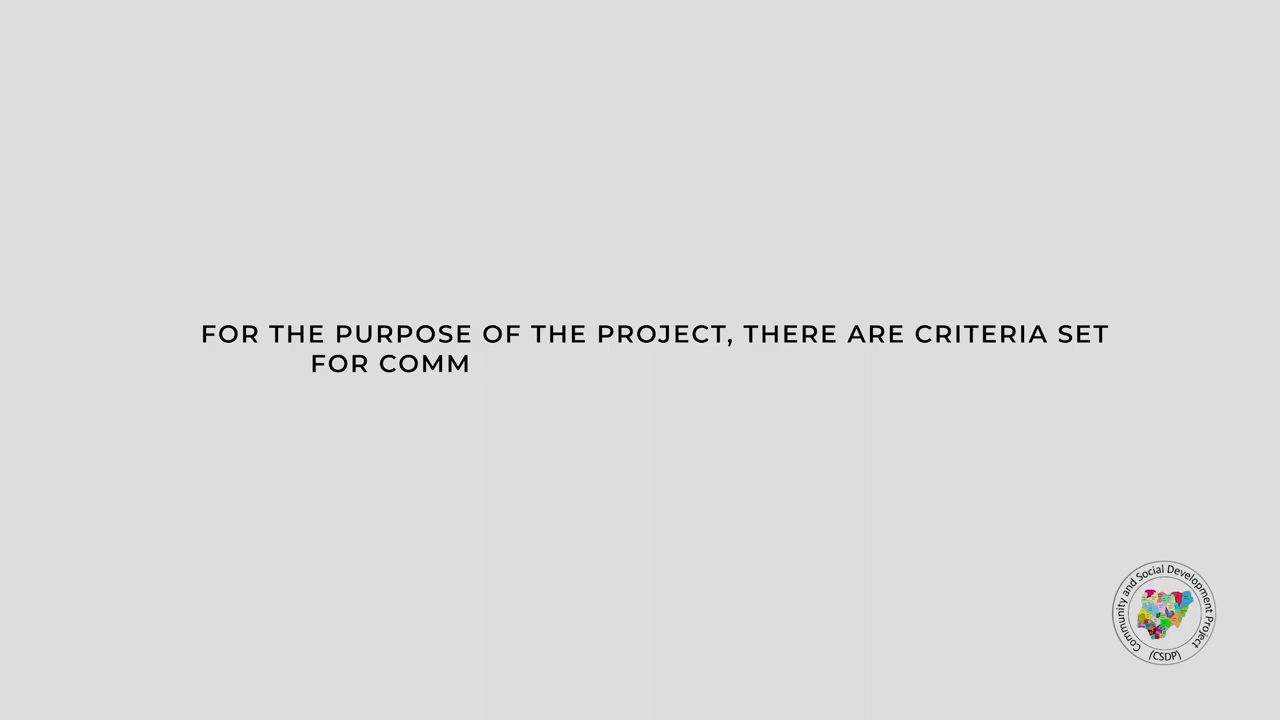 FOR THE PURPOSE OF THE PROJECT, THERE ARE CRITERIA SET
FOR COMM
Community and Social Development Project
(CSDP)